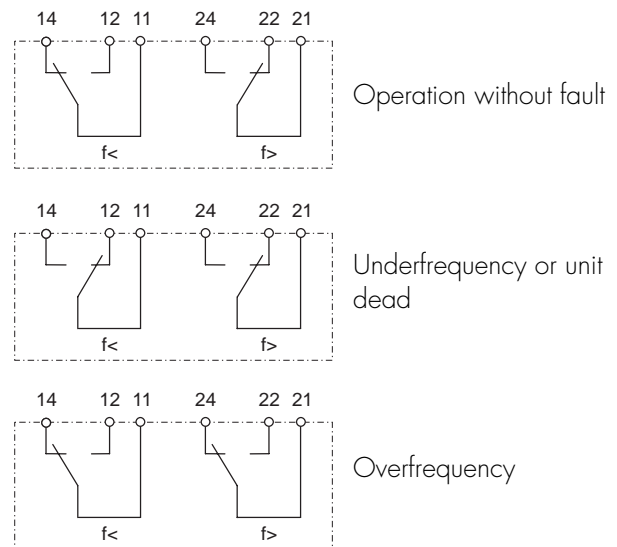 14 12 11 24 22 21
Operation without fault
f< f>
14 12 11 24 22 21
Underfrequency or unit
dead
f< f>
14 12 11 24 22 21
Overfrequency
f< f>